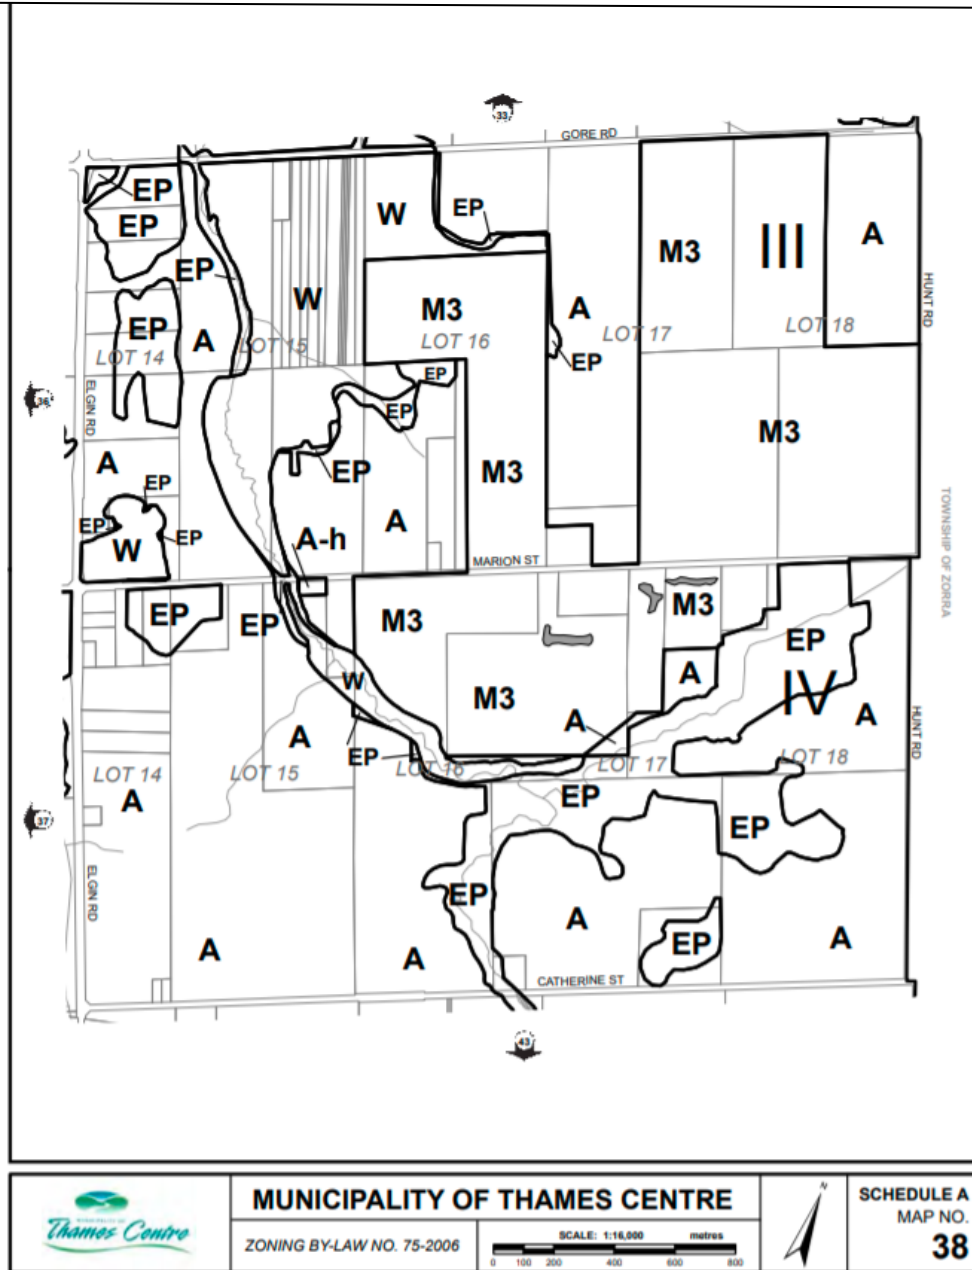 33
GORE RD
EP
EP
W
EP
EP
M3
III
A
HUNT RD
W
M3
A
EP
A
LOT 14
LOT 15
LOT 16
LOT 17
LOT 18
EP
EP
36
ELGIN RD
EP
M3
A
EP
EP
M3
EP
EP
W
A
A-h
MARION ST
TOWNSHIP OF ZORRA
EP
EP
M3
M3
EP
W
M3
A
IV
A
A
A
EP
HUNT RD
LOT 14
LOT 15
LOT 16
LOT 17
LOT 18
A
EP
37
EP
ELGIN RD
EP
A
EP
A
A
A
CATHERINE ST
43
MUNICIPALITY OF
Thames Centre
MUNICIPALITY OF THAMES CENTRE
ZONING BY-LAW NO. 75-2006
SCALE: 1:16,000 metres
0 100 200 400 600 800
N
SCHEDULE A
MAP NO.
38